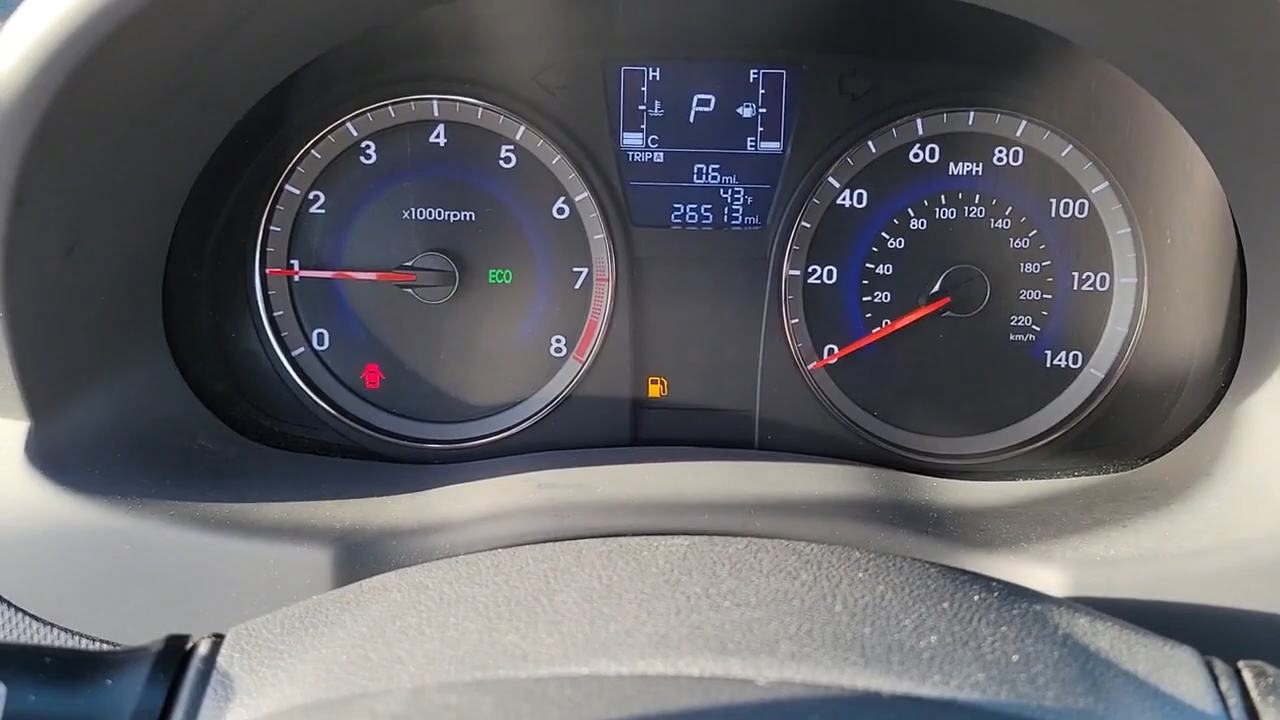 0 1 2 3 4 5 6 7 8
x1000rpm
ECO
H F
P
C E
TRIP A
0.6 mi.
43°F
26513 mi.
0 20 40 60 80 100 120 140
MPH
0 20 40 60 80 100 120 140 160 180 200 220
km/h